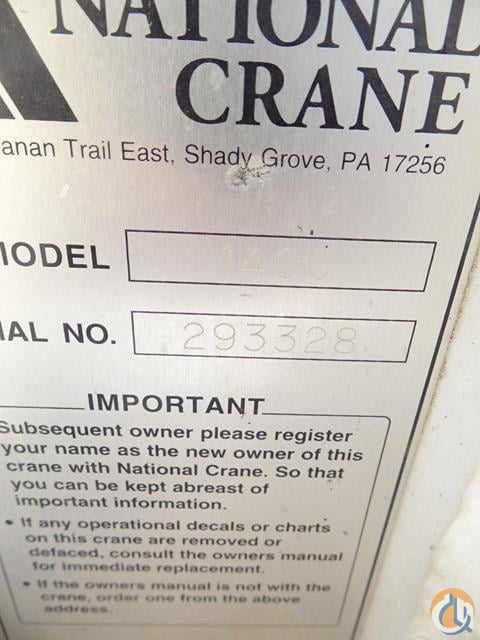 NATIONAL
CRANE
anan Trail East, Shady Grove, PA 17256
MODEL 1400
IAL NO. 293328
IMPORTANT
Subsequent owner please register
your name as the new owner of this
crane with National Crane. So that
you can be kept abreast of
important information.
• If any operational decals or charts
on this crane are removed or
defaced, consult the owners manual
for immediate replacement.
• If the owners manual is not with the
crane, order one from the above
address.